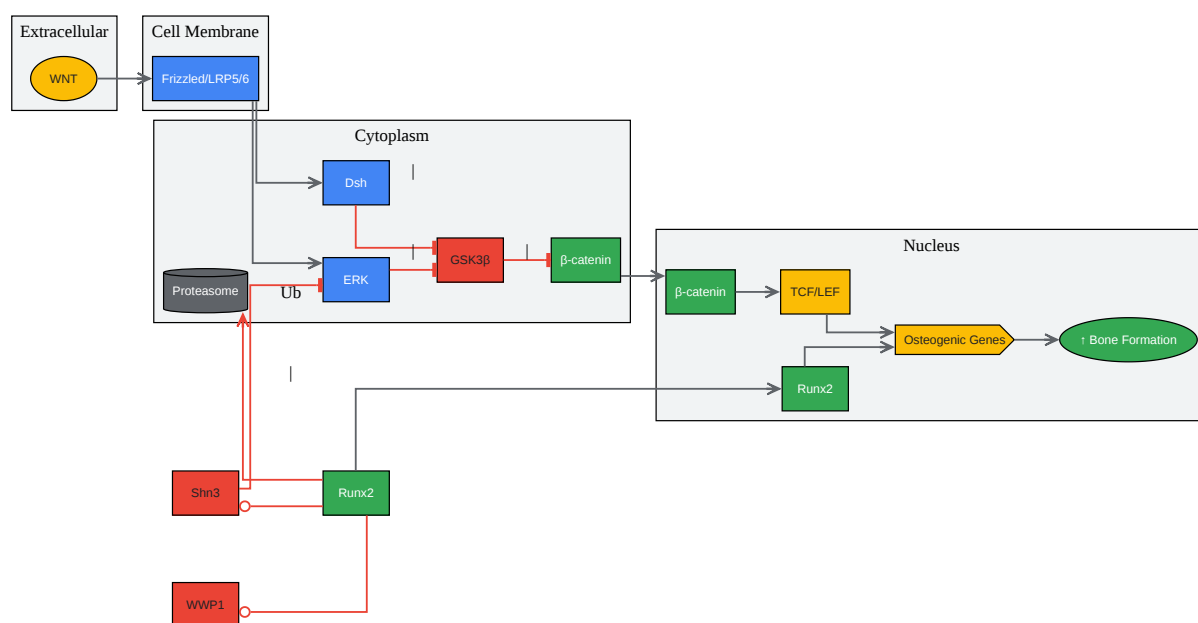 Extracellular
Cell Membrane
WNT
Frizzled/LRP5/6
Cytoplasm
Dsh
|
GSK3β
|
|
β-catenin
ERK
Proteasome
Ub
|
Nucleus
β-catenin
TCF/LEF
Osteogenic Genes
↑ Bone Formation
Runx2
Shn3
Runx2
WWP1